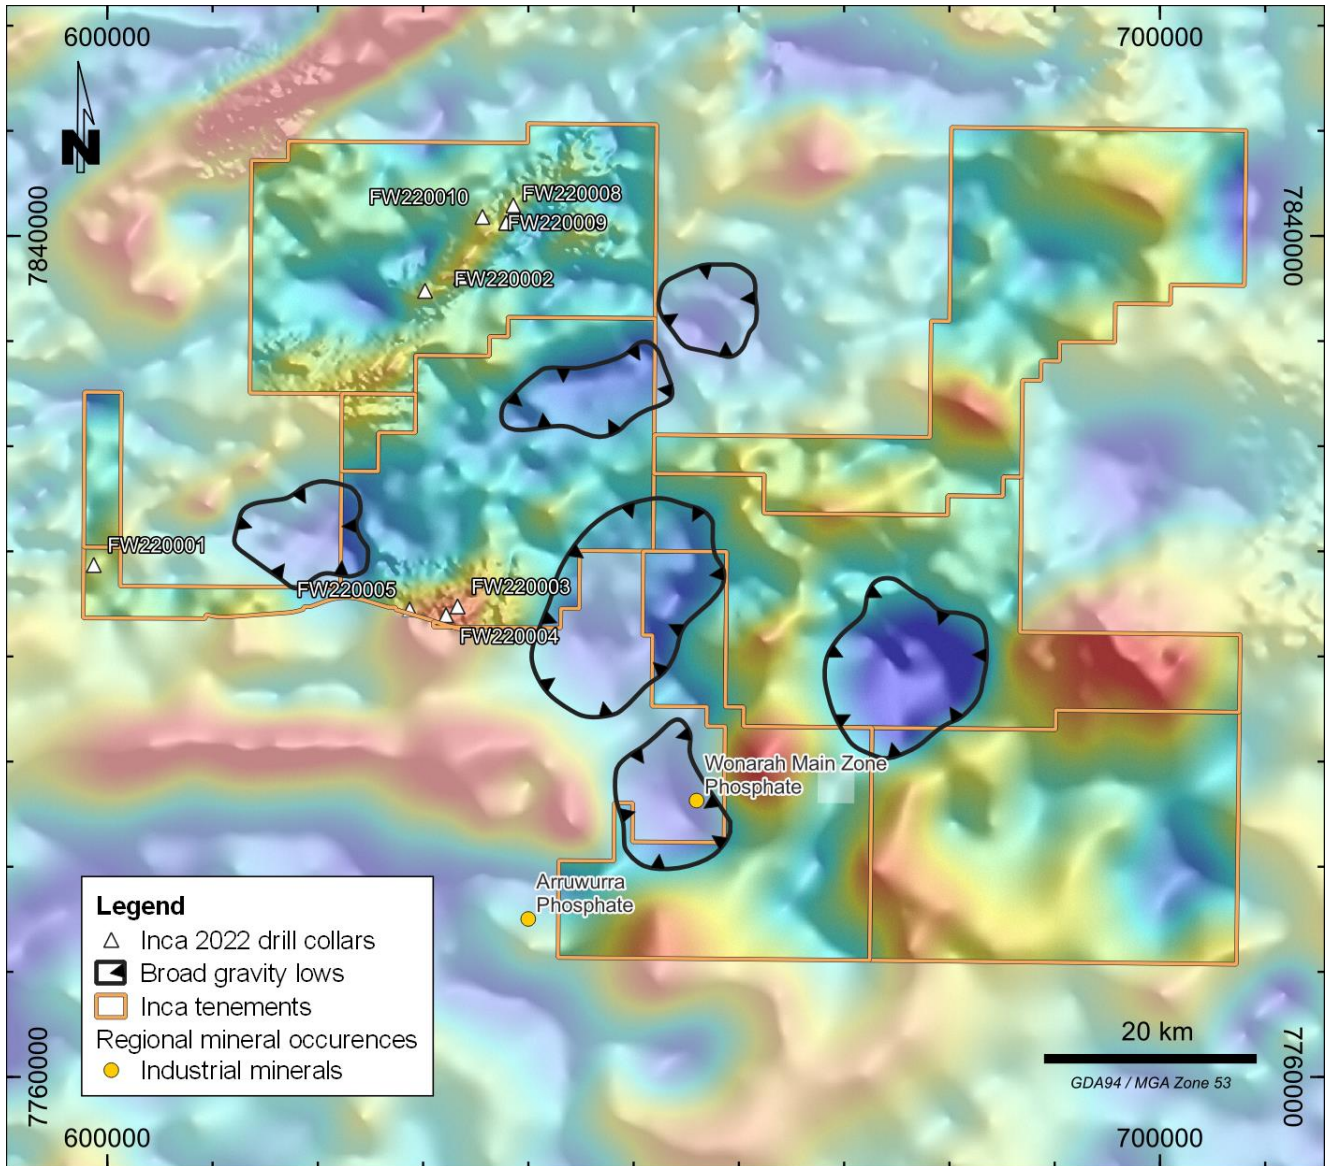 600000
700000
N
7840000
7840000
FW220010
FW220008
FW220009
FW220002
FW220001
FW220005
FW220003
FW220004
Wonarah Main Zone
Phosphate
Arruwurra
Phosphate
Legend
Inca 2022 drill collars
Broad gravity lows
Inca tenements
Regional mineral occurences
Industrial minerals
20 km
GDA94 / MGA Zone 53
7760000
7760000
600000
700000